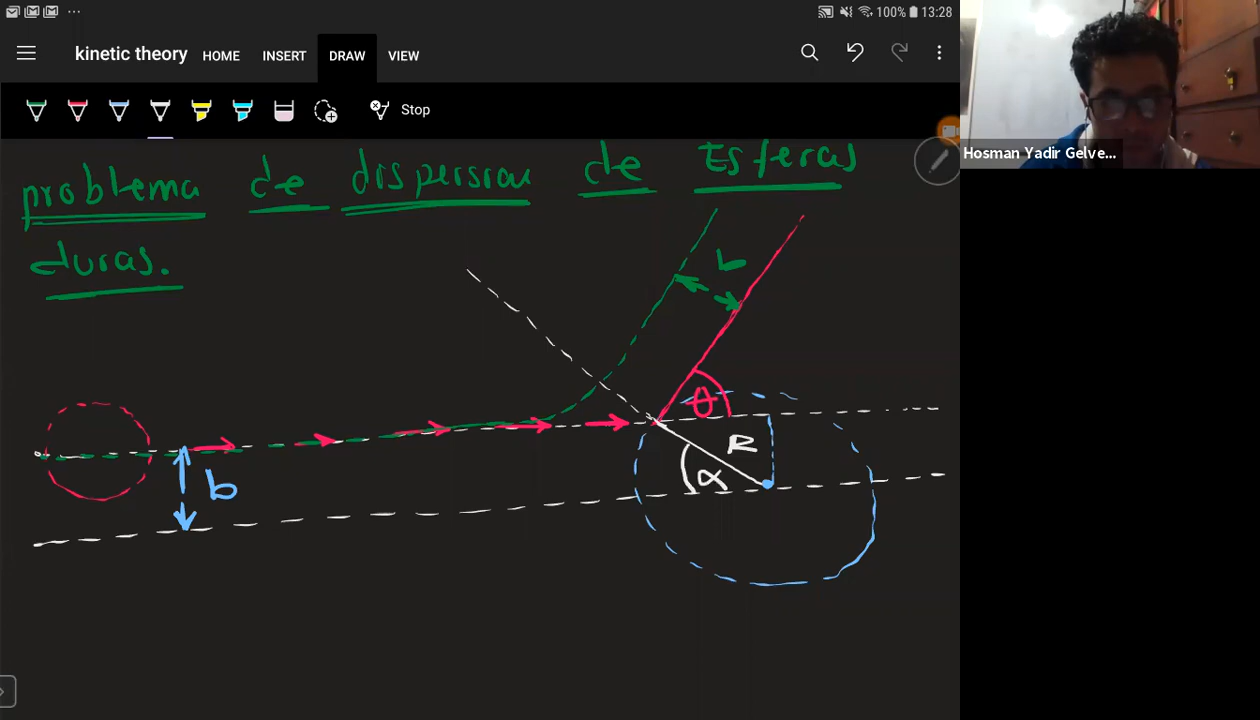 100% 13:28
kinetic theory HOME INSERT DRAW VIEW
Stop
Hosman Yadir Gelve...
problema de dispersion de Esferas
duras.
b
θ
R
α
b